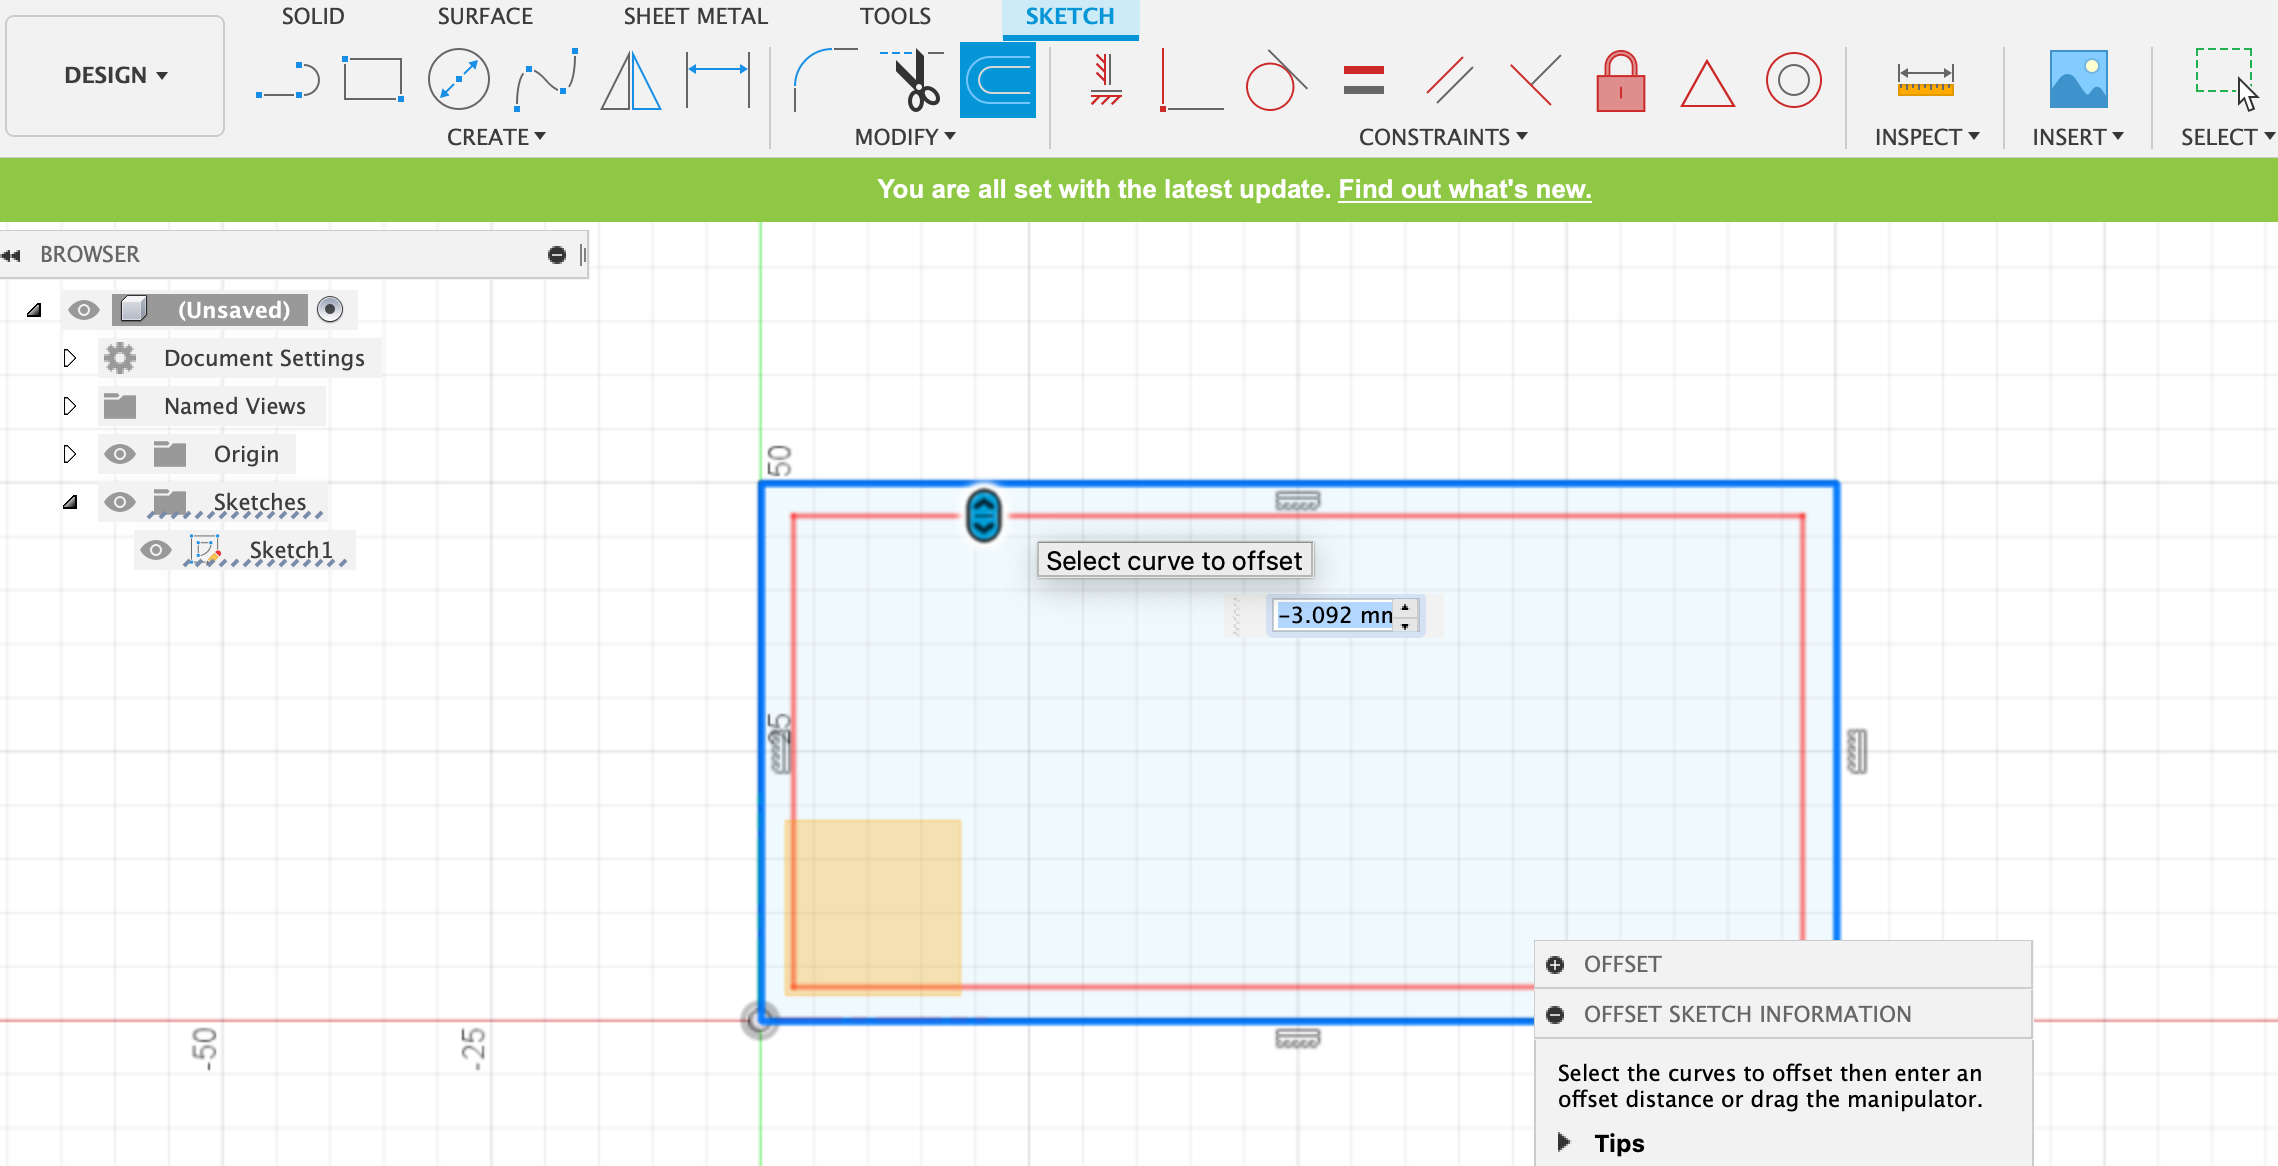 SOLID
SURFACE
SHEET METAL
TOOLS
SKETCH
DESIGN
CREATE
MODIFY
CONSTRAINTS
INSPECT
INSERT
SELECT
You are all set with the latest update. Find out what's new.
BROWSER
(Unsaved)
Document Settings
Named Views
Origin
Sketches
Sketch1
50
Select curve to offset
-3.092 mm
25
-50
-25
OFFSET
OFFSET SKETCH INFORMATION
Select the curves to offset then enter an
offset distance or drag the manipulator.
Tips